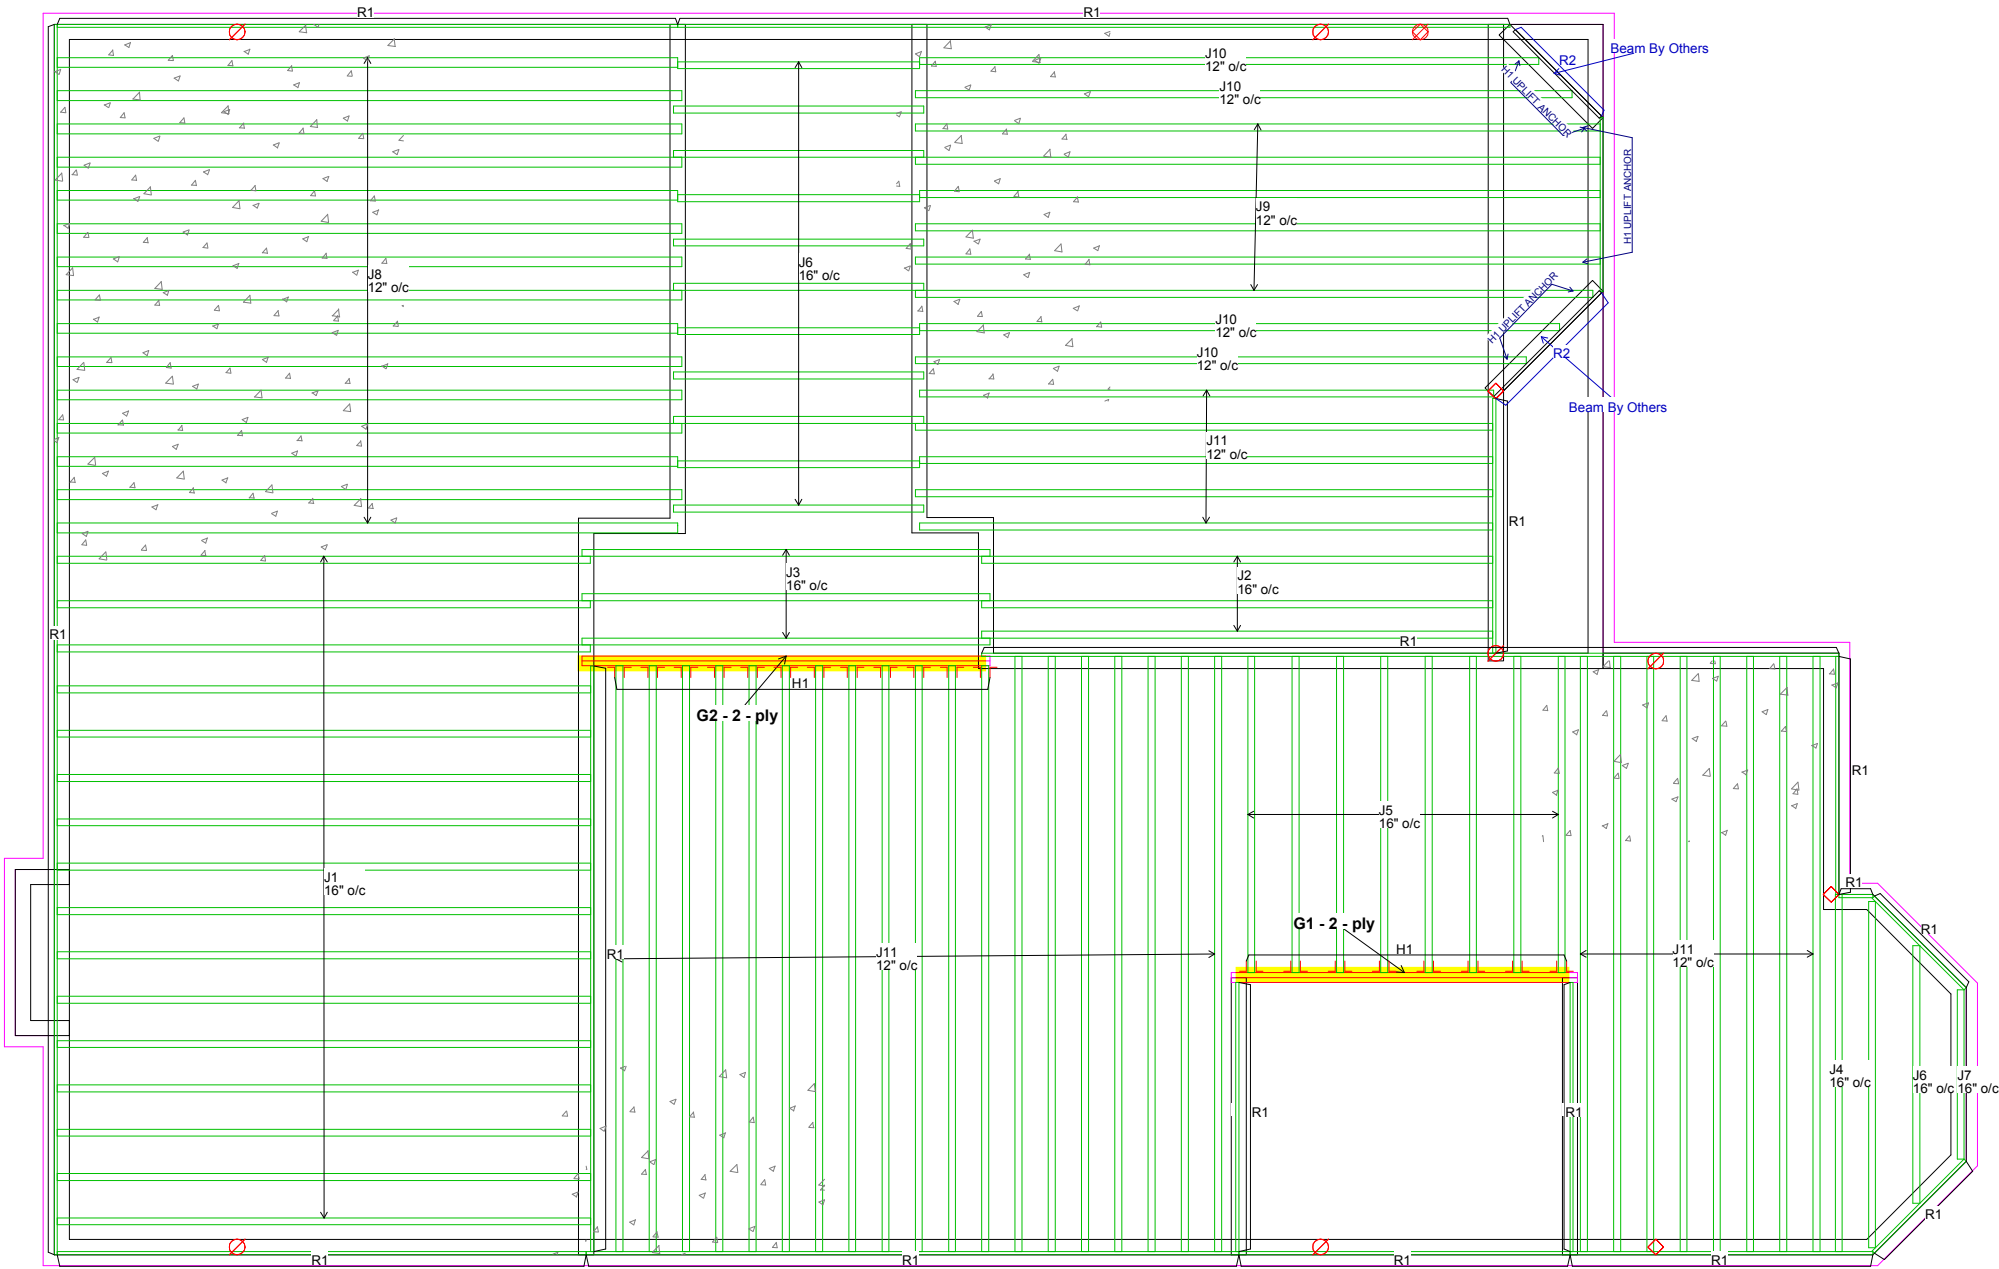 R1
R1
J10
12" o/c
R2
Beam By Others
J10
12" o/c
H1 UPLIFT ANCHOR
H1 UPLIFT ANCHOR
J9
12" o/c
J6
16" o/c
J8
12" o/c
H1 UPLIFT ANCHOR
J10
12" o/c
J10
12" o/c
R2
Beam By Others
J11
12" o/c
R1
J3
16" o/c
J2
16" o/c
R1
R1
H1
G2 - 2 - ply
R1
J5
16" o/c
J1
16" o/c
R1
G1 - 2 - ply
R1
H1
R1
J11
12" o/c
J11
12" o/c
J4
16" o/c
J6
16" o/c
J7
16" o/c
R1
R1
R1
R1
R1
R1
R1